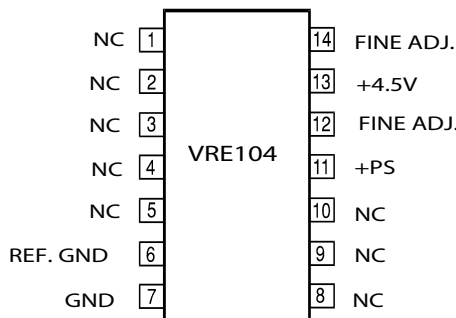 NC 1 14 FINE ADJ.
NC 2 13 +4.5V
NC 3 12 FINE ADJ.
VRE104
NC 4 11 +PS
NC 5 10 NC
REF. GND 6 9 NC
GND 7 8 NC